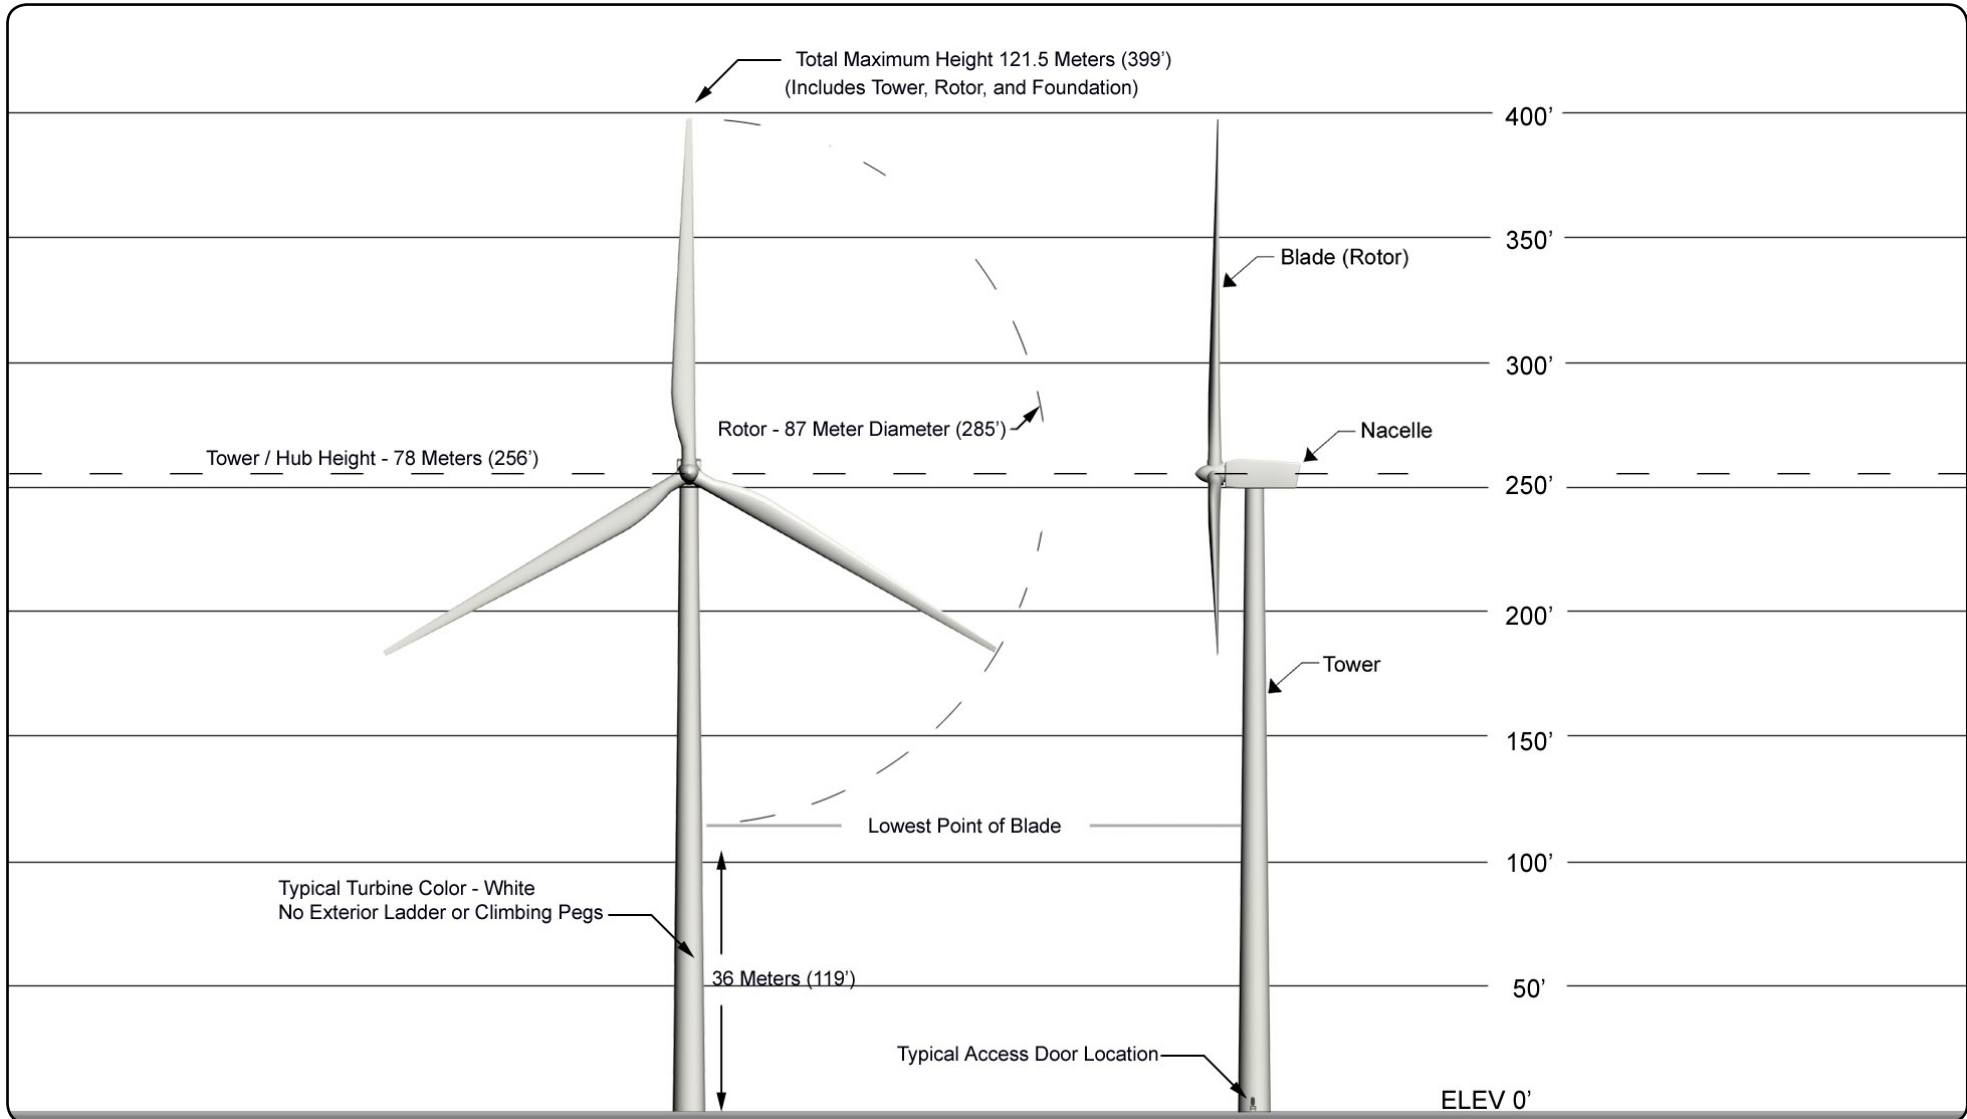 Total Maximum Height 121.5 Meters (399’)
(Includes Tower, Rotor, and Foundation)
400’
350’
Blade (Rotor)
300’
Rotor - 87 Meter Diameter (285’)
Nacelle
Tower / Hub Height - 78 Meters (256’)
250’
200’
Tower
150’
Lowest Point of Blade
100’
Typical Turbine Color - White
No Exterior Ladder or Climbing Pegs
36 Meters (119’)
50’
Typical Access Door Location
ELEV 0’